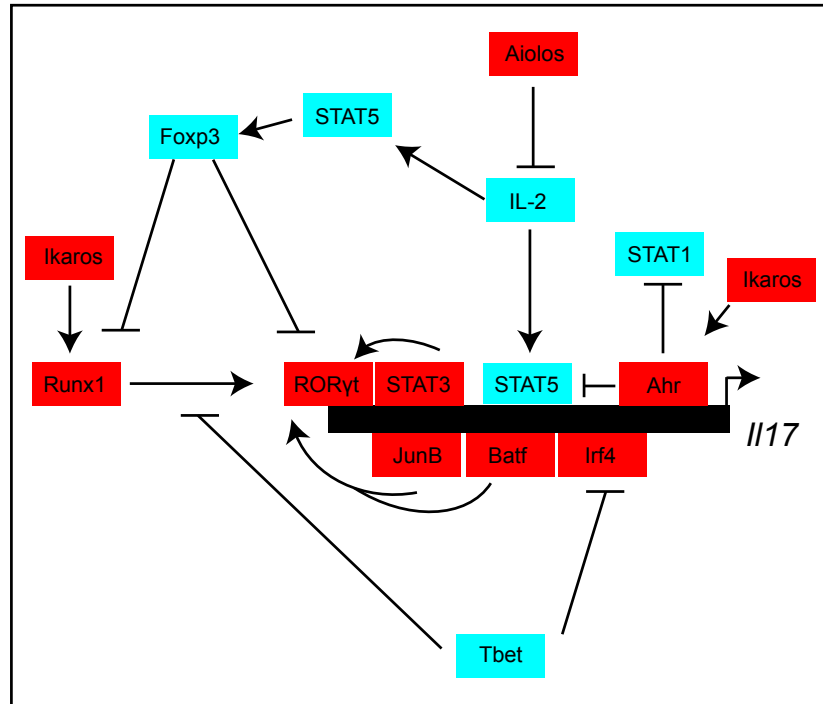 Aiolos
STAT5
Foxp3
IL-2
STAT1
Ikaros
Ikaros
Runx1
RORγt
STAT3
STAT5
Ahr
Il17
JunB
Batf
Irf4
Tbet